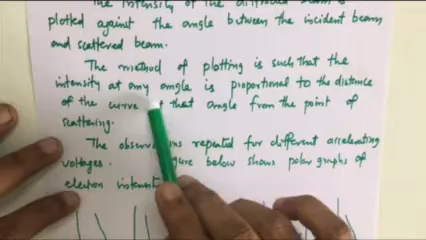 The intensity of the diffracted beam is
plotted against the angle between the incident beam
and scattered beam.
The method of plotting is such that the
intensity at any angle is proportional to the distance
of the curve that angle from the point of
scattering.
The observations repeated for different accelerating
voltages. below shows polar graphs of
electron